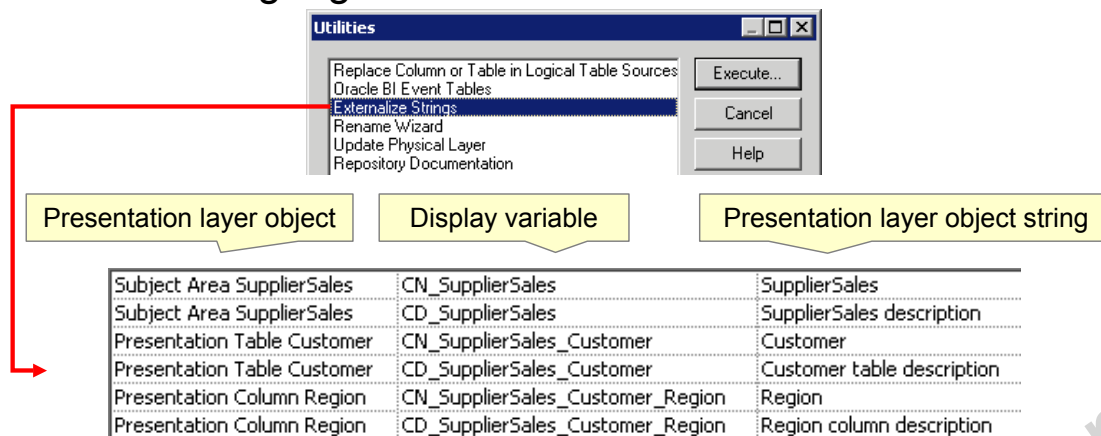 Utilities
Replace Column or Table in Logical Table Sources
Oracle BI Event Tables
Externalize Strings
Rename Wizard
Update Physical Layer
Repository Documentation
Execute...
Cancel
Help
Presentation layer object
Display variable
Presentation layer object string
Subject Area SupplierSales CN_SupplierSales SupplierSales
Subject Area SupplierSales CD_SupplierSales SupplierSales description
Presentation Table Customer CN_SupplierSales_Customer Customer
Presentation Table Customer CD_SupplierSales_Customer Customer table description
Presentation Column Region CN_SupplierSales_Customer_Region Region
Presentation Column Region CD_SupplierSales_Customer_Region Region column description